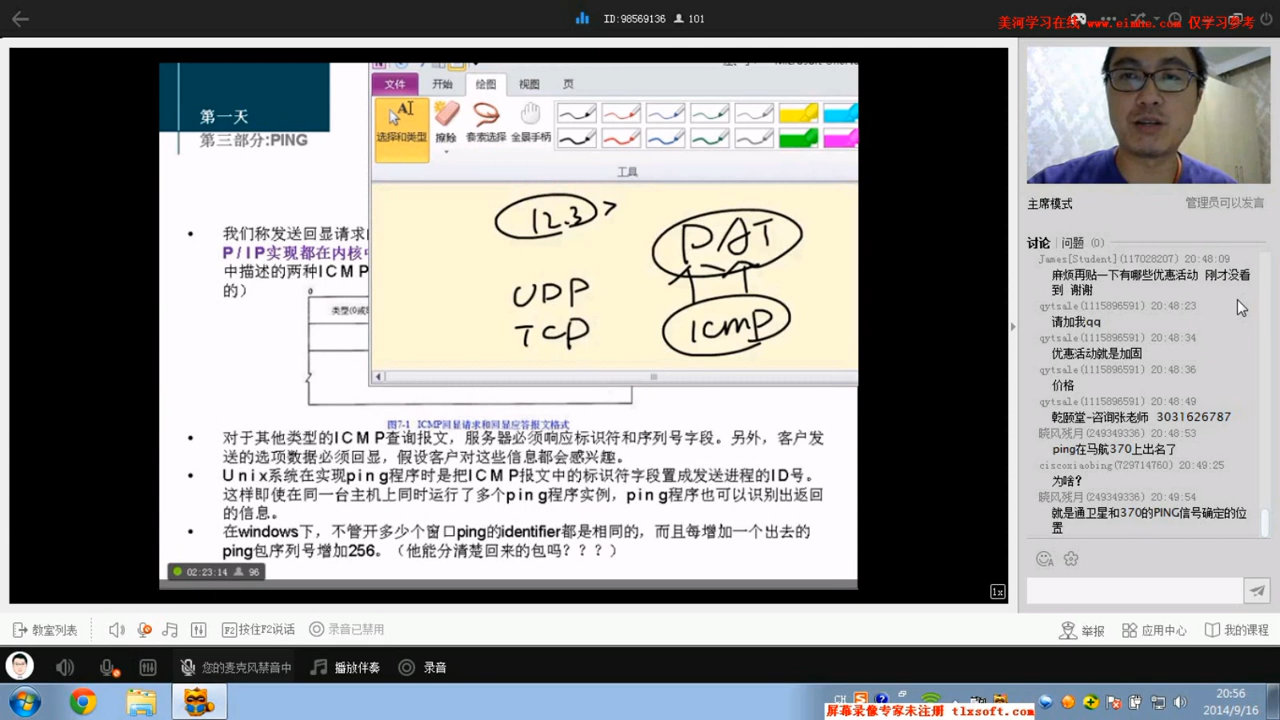 ID:98569136 101
美河学习在线 www.eimhe.com 仅学习参考
第一天
第三部分:PING
文件 开始 绘图 视图 页
选择和类型 擦除 套索选择 全景手柄
工具
12.3 >
PAT
UDP
TCP
ICMP
我们称发送回显请求
P/IP实现都在内核中
中描述的两种ICMP
的）
0
图7-1 ICMP回显请求和回显应答报文格式
对于其他类型的ICMP查询报文，服务器必须响应标识符和序列号字段。另外，客户发
送的选项数据必须回显，假设客户对这些信息都会感兴趣。
Unix系统在实现ping程序时是把ICMP报文中的标识符字段置成发送进程的ID号。
这样即使在同一台主机上同时运行了多个ping程序实例，ping程序也可以识别出返回
的信息。
在windows下，不管开多少个窗口ping的identifier都是相同的，而且每增加一个出去的
ping包序列号增加256。（他能分清楚回来的包吗？？？）
02:23:14 96
1x
主席模式 管理员可以发言
讨论 问题 (0)
James[Student](117028207) 20:48:09
麻烦再贴一下有哪些优惠活动 刚才没看
到 谢谢
qytsale(1115896591) 20:48:23
请加我qq
qytsale(1115896591) 20:48:34
优惠活动就是加固
qytsale(1115896591) 20:48:36
价格
qytsale(1115896591) 20:48:49
乾颐堂-咨询张老师 3031626787
晓风残月(249349336) 20:48:53
ping在马航370上出名了
ciscoxiaobing(729714760) 20:49:25
为啥？
晓风残月(249349336) 20:49:54
就是通卫星和370的PING信号确定的位
置
教室列表 F2 按住F2说话 录音已禁用
举报 应用中心 我的课程
您的麦克风禁音中 播放伴奏 录音
CH
20:56
2014/9/16
屏幕录像专家未注册 tlxsoft.com